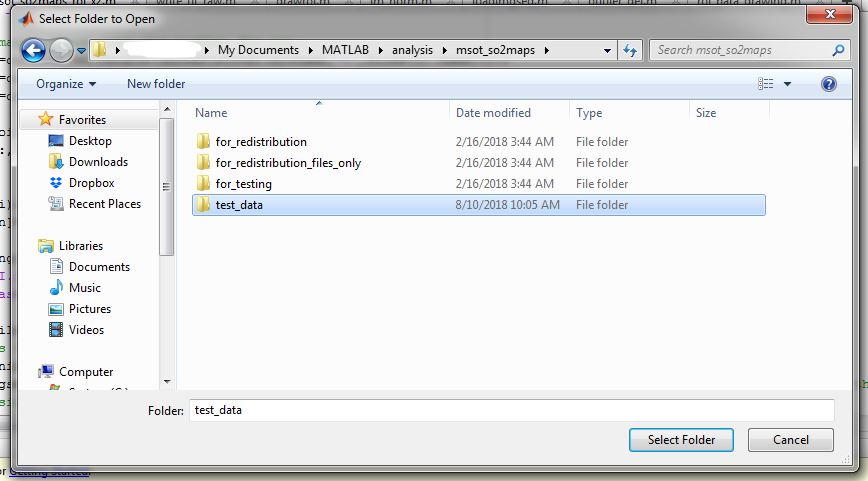 Select Folder to Open
My Documents MATLAB analysis msot_so2maps
Search msot_so2maps
Organize New folder
Name Date modified Type Size
Favorites
Desktop
Downloads
Dropbox
Recent Places
Libraries
Documents
Music
Pictures
Videos
Computer
for_redistribution 2/16/2018 3:44 AM File folder
for_redistribution_files_only 2/16/2018 3:44 AM File folder
for_testing 2/16/2018 3:44 AM File folder
test_data 8/10/2018 10:05 AM File folder
Folder: test_data
Select Folder Cancel
or Getting Started.